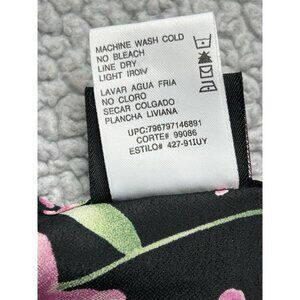 MACHINE WASH COLD
NO BLEACH
LINE DRY
LIGHT IRON
LAVAR AGUA FRIA
NO CLORO
SECAR COLGADO
PLANCHA LIVIANA
UPC:796797146891
CORTE# 99086
ESTILO# 427-91IUY